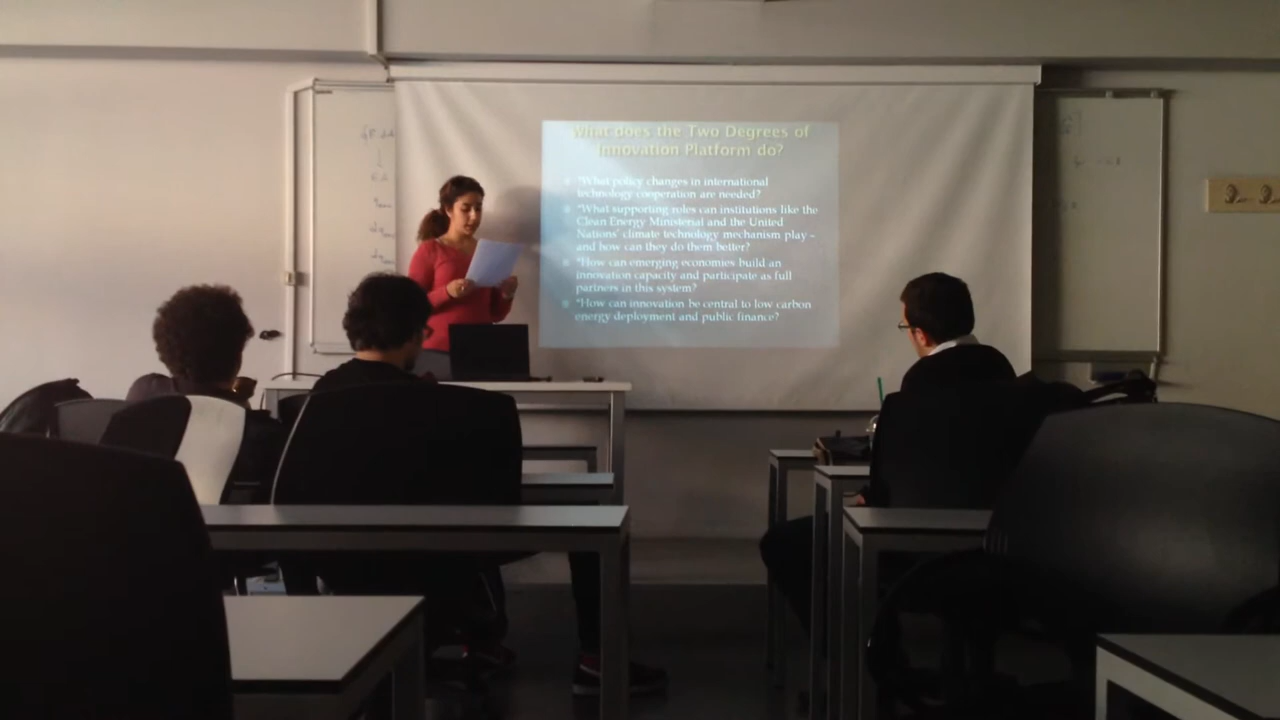 What does the Two Degrees of
Innovation Platform do?
"What policy changes in international
technology cooperation are needed?
"What supporting roles can institutions like the
Clean Energy Ministerial and the United
Nations' climate technology mechanism play –
and how can they do them better?
"How can emerging economies build an
innovation capacity and participate as full
partners in this system?
"How can innovation be central to low carbon
energy deployment and public finance?